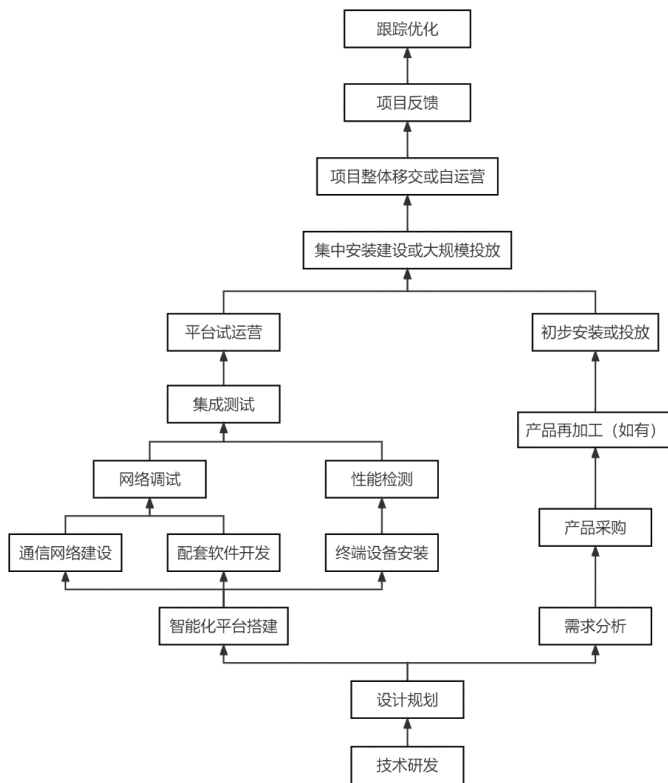 跟踪优化
项目反馈
项目整体移交或自运营
集中安装建设或大规模投放
平台试运营
初步安装或投放
集成测试
产品再加工（如有）
网络调试
性能检测
产品采购
通信网络建设
配套软件开发
终端设备安装
智能化平台搭建
需求分析
设计规划
技术研发